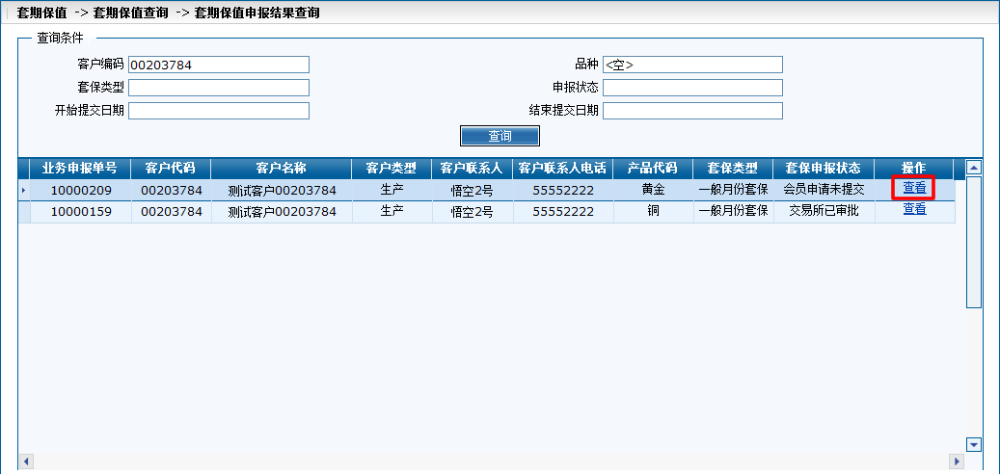 套期保值 -> 套期保值查询 -> 套期保值申报结果查询
查询条件
客户编码 00203784 品种 <空>
套保类型 申报状态
开始提交日期 结束提交日期
查询
业务申报单号 客户代码 客户名称 客户类型 客户联系人 客户联系人电话 产品代码 套保类型 套保申报状态 操作
10000209 00203784 测试客户00203784 生产 悟空2号 55552222 黄金 一般月份套保 会员申请未提交 查看
10000159 00203784 测试客户00203784 生产 悟空2号 55552222 铜 一般月份套保 交易所已审批 查看